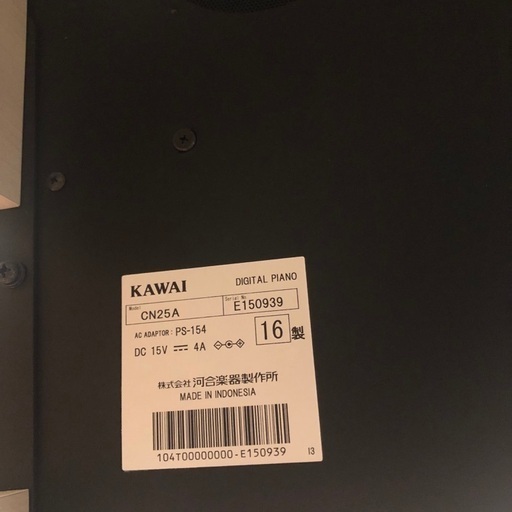 KAWAI DIGITAL PIANO
Model CN25A Serial No. E150939
AC ADAPTOR: PS-154 16 製
DC 15V 4A
株式会社 河合楽器製作所
MADE IN INDONESIA
104T00000000-E150939 13